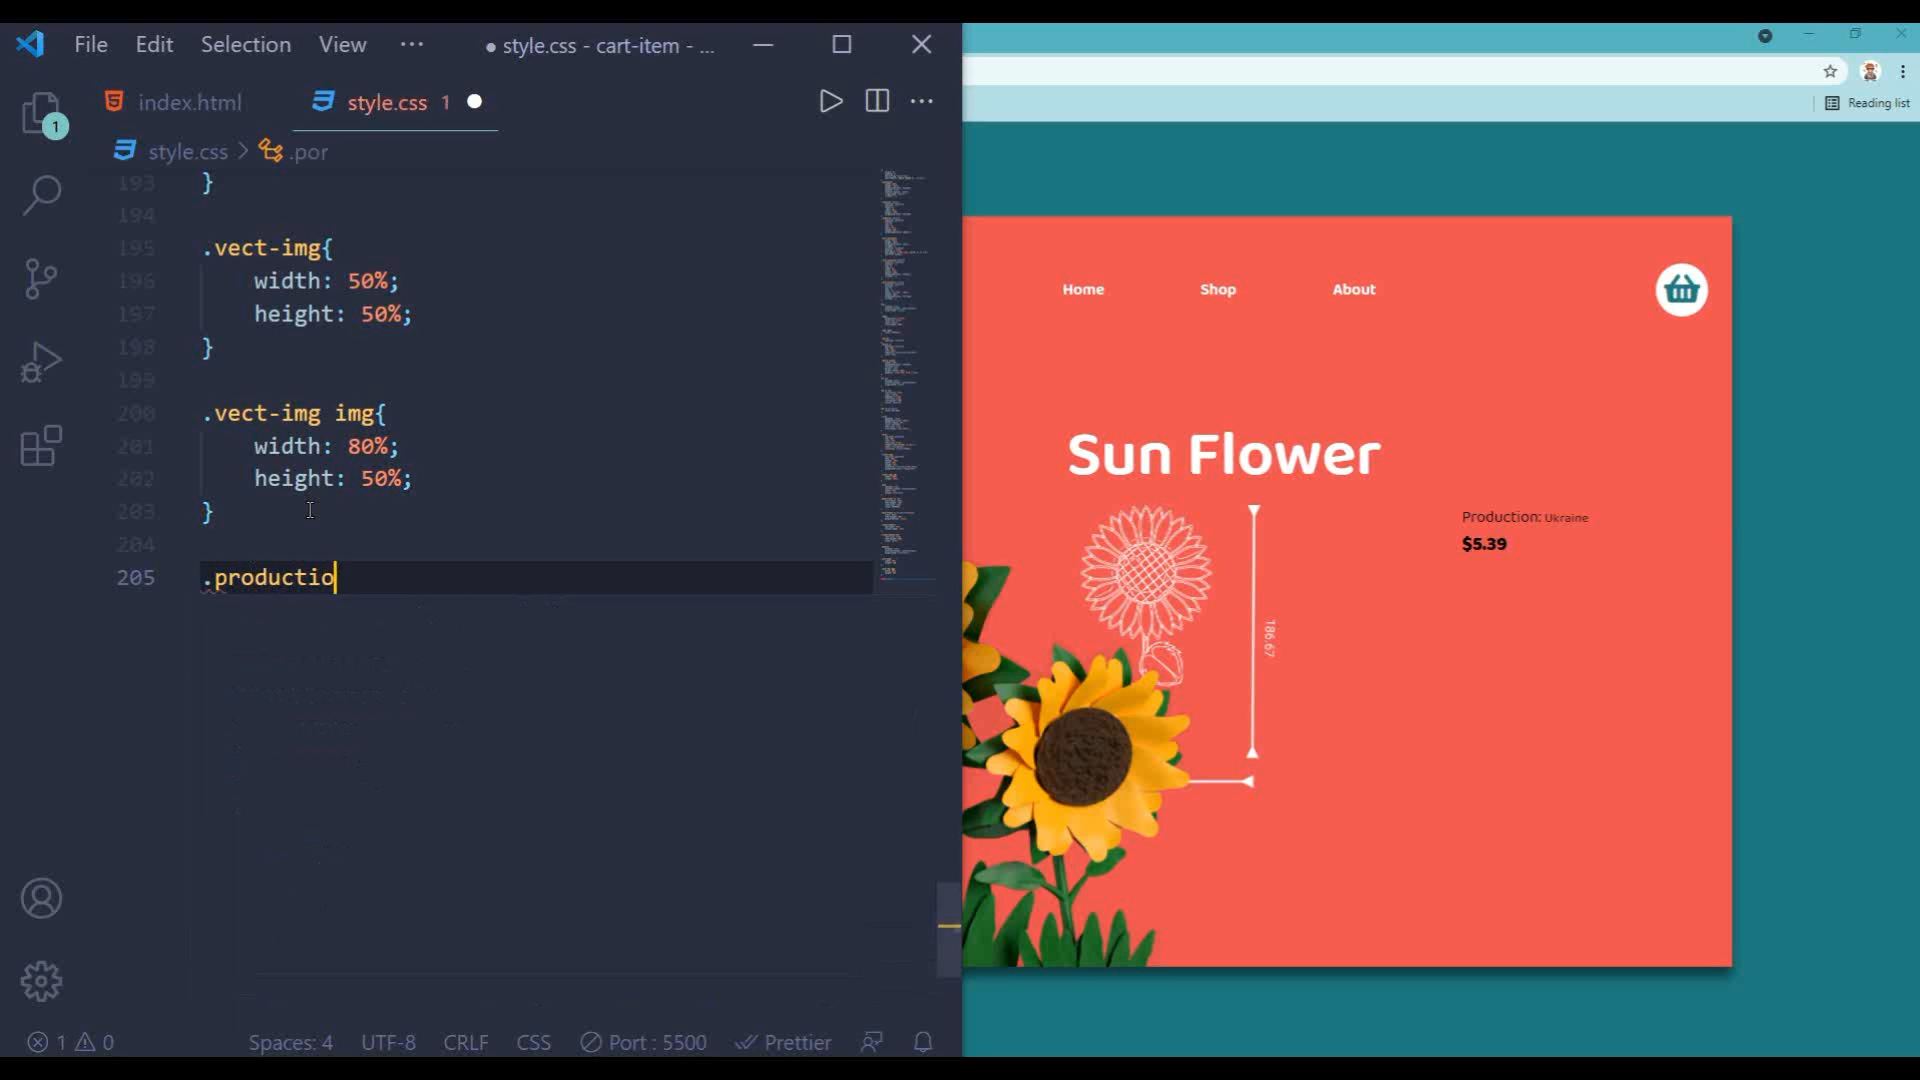 File Edit Selection View ··· ● style.css - cart-item - ...
index.html style.css 1
style.css > .por
193 }
194
195 .vect-img{
196 width: 50%;
197 height: 50%;
198 }
199
200 .vect-img img{
201 width: 80%;
202 height: 50%;
203 }
204
205 .productio
1
1 0 Spaces: 4 UTF-8 CRLF CSS Port : 5500 Prettier
Reading list
Home Shop About
Sun Flower
Production: Ukraine
$5.39
186.67